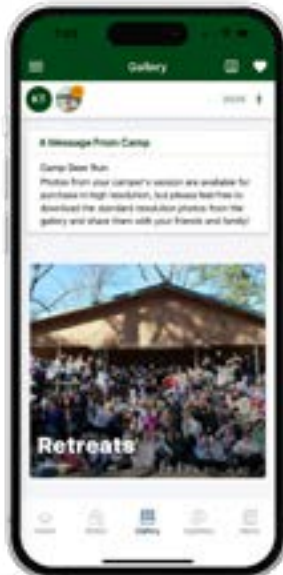 Gallery
KT
A Message From Camp
Camp Deer Run
Photos from your camper's session are available for
purchase in high resolution, but please feel free to
download the standard resolution photos from the
gallery and share them with your friends and family!
Retreats
Gallery